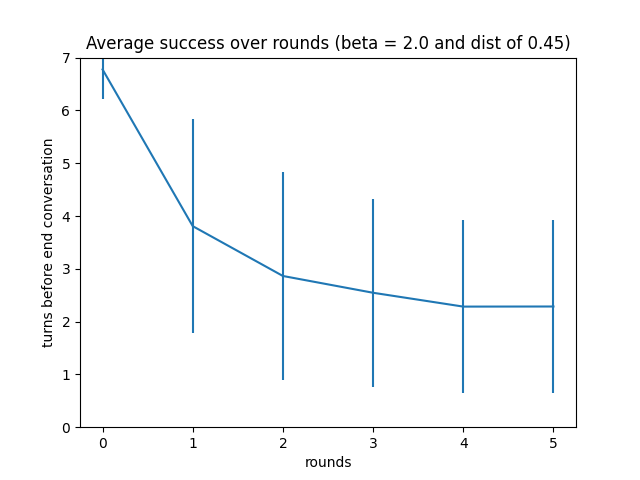 Average success over rounds (beta = 2.0 and dist of 0.45)
turns before end conversation
7
6
5
4
3
2
1
0
0 1 2 3 4 5
rounds